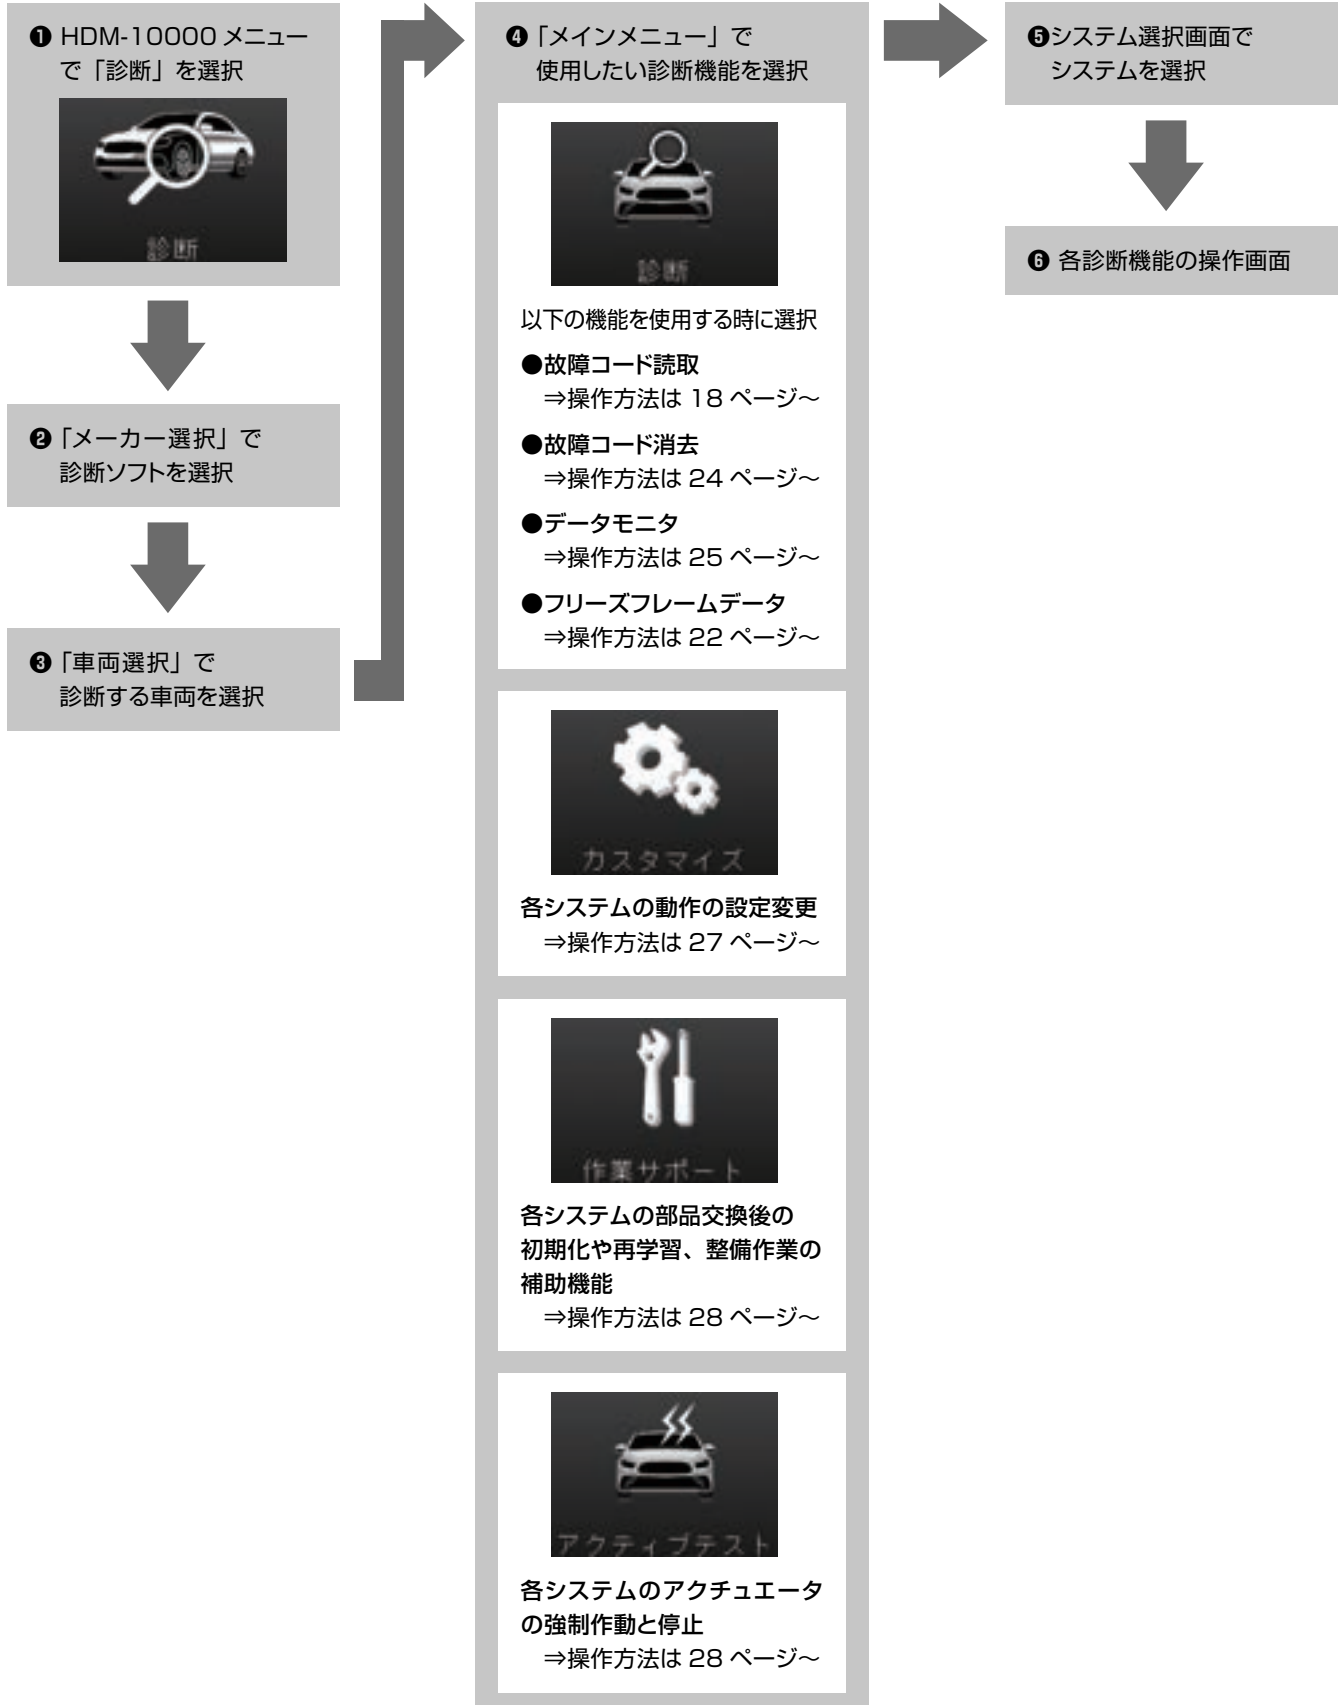 ❶ HDM-10000 メニュー
で「診断」を選択
診断
❷「メーカー選択」で
診断ソフトを選択
❸「車両選択」で
診断する車両を選択
❹「メインメニュー」で
使用したい診断機能を選択
診断
以下の機能を使用する時に選択
●故障コード読取
⇒操作方法は 18 ページ～
●故障コード消去
⇒操作方法は 24 ページ～
●データモニタ
⇒操作方法は 25 ページ～
●フリーズフレームデータ
⇒操作方法は 22 ページ～
カスタマイズ
各システムの動作の設定変更
⇒操作方法は 27 ページ～
作業サポート
各システムの部品交換後の
初期化や再学習、整備作業の
補助機能
⇒操作方法は 28 ページ～
アクティブテスト
各システムのアクチュエータ
の強制作動と停止
⇒操作方法は 28 ページ～
❺システム選択画面で
システムを選択
❻ 各診断機能の操作画面